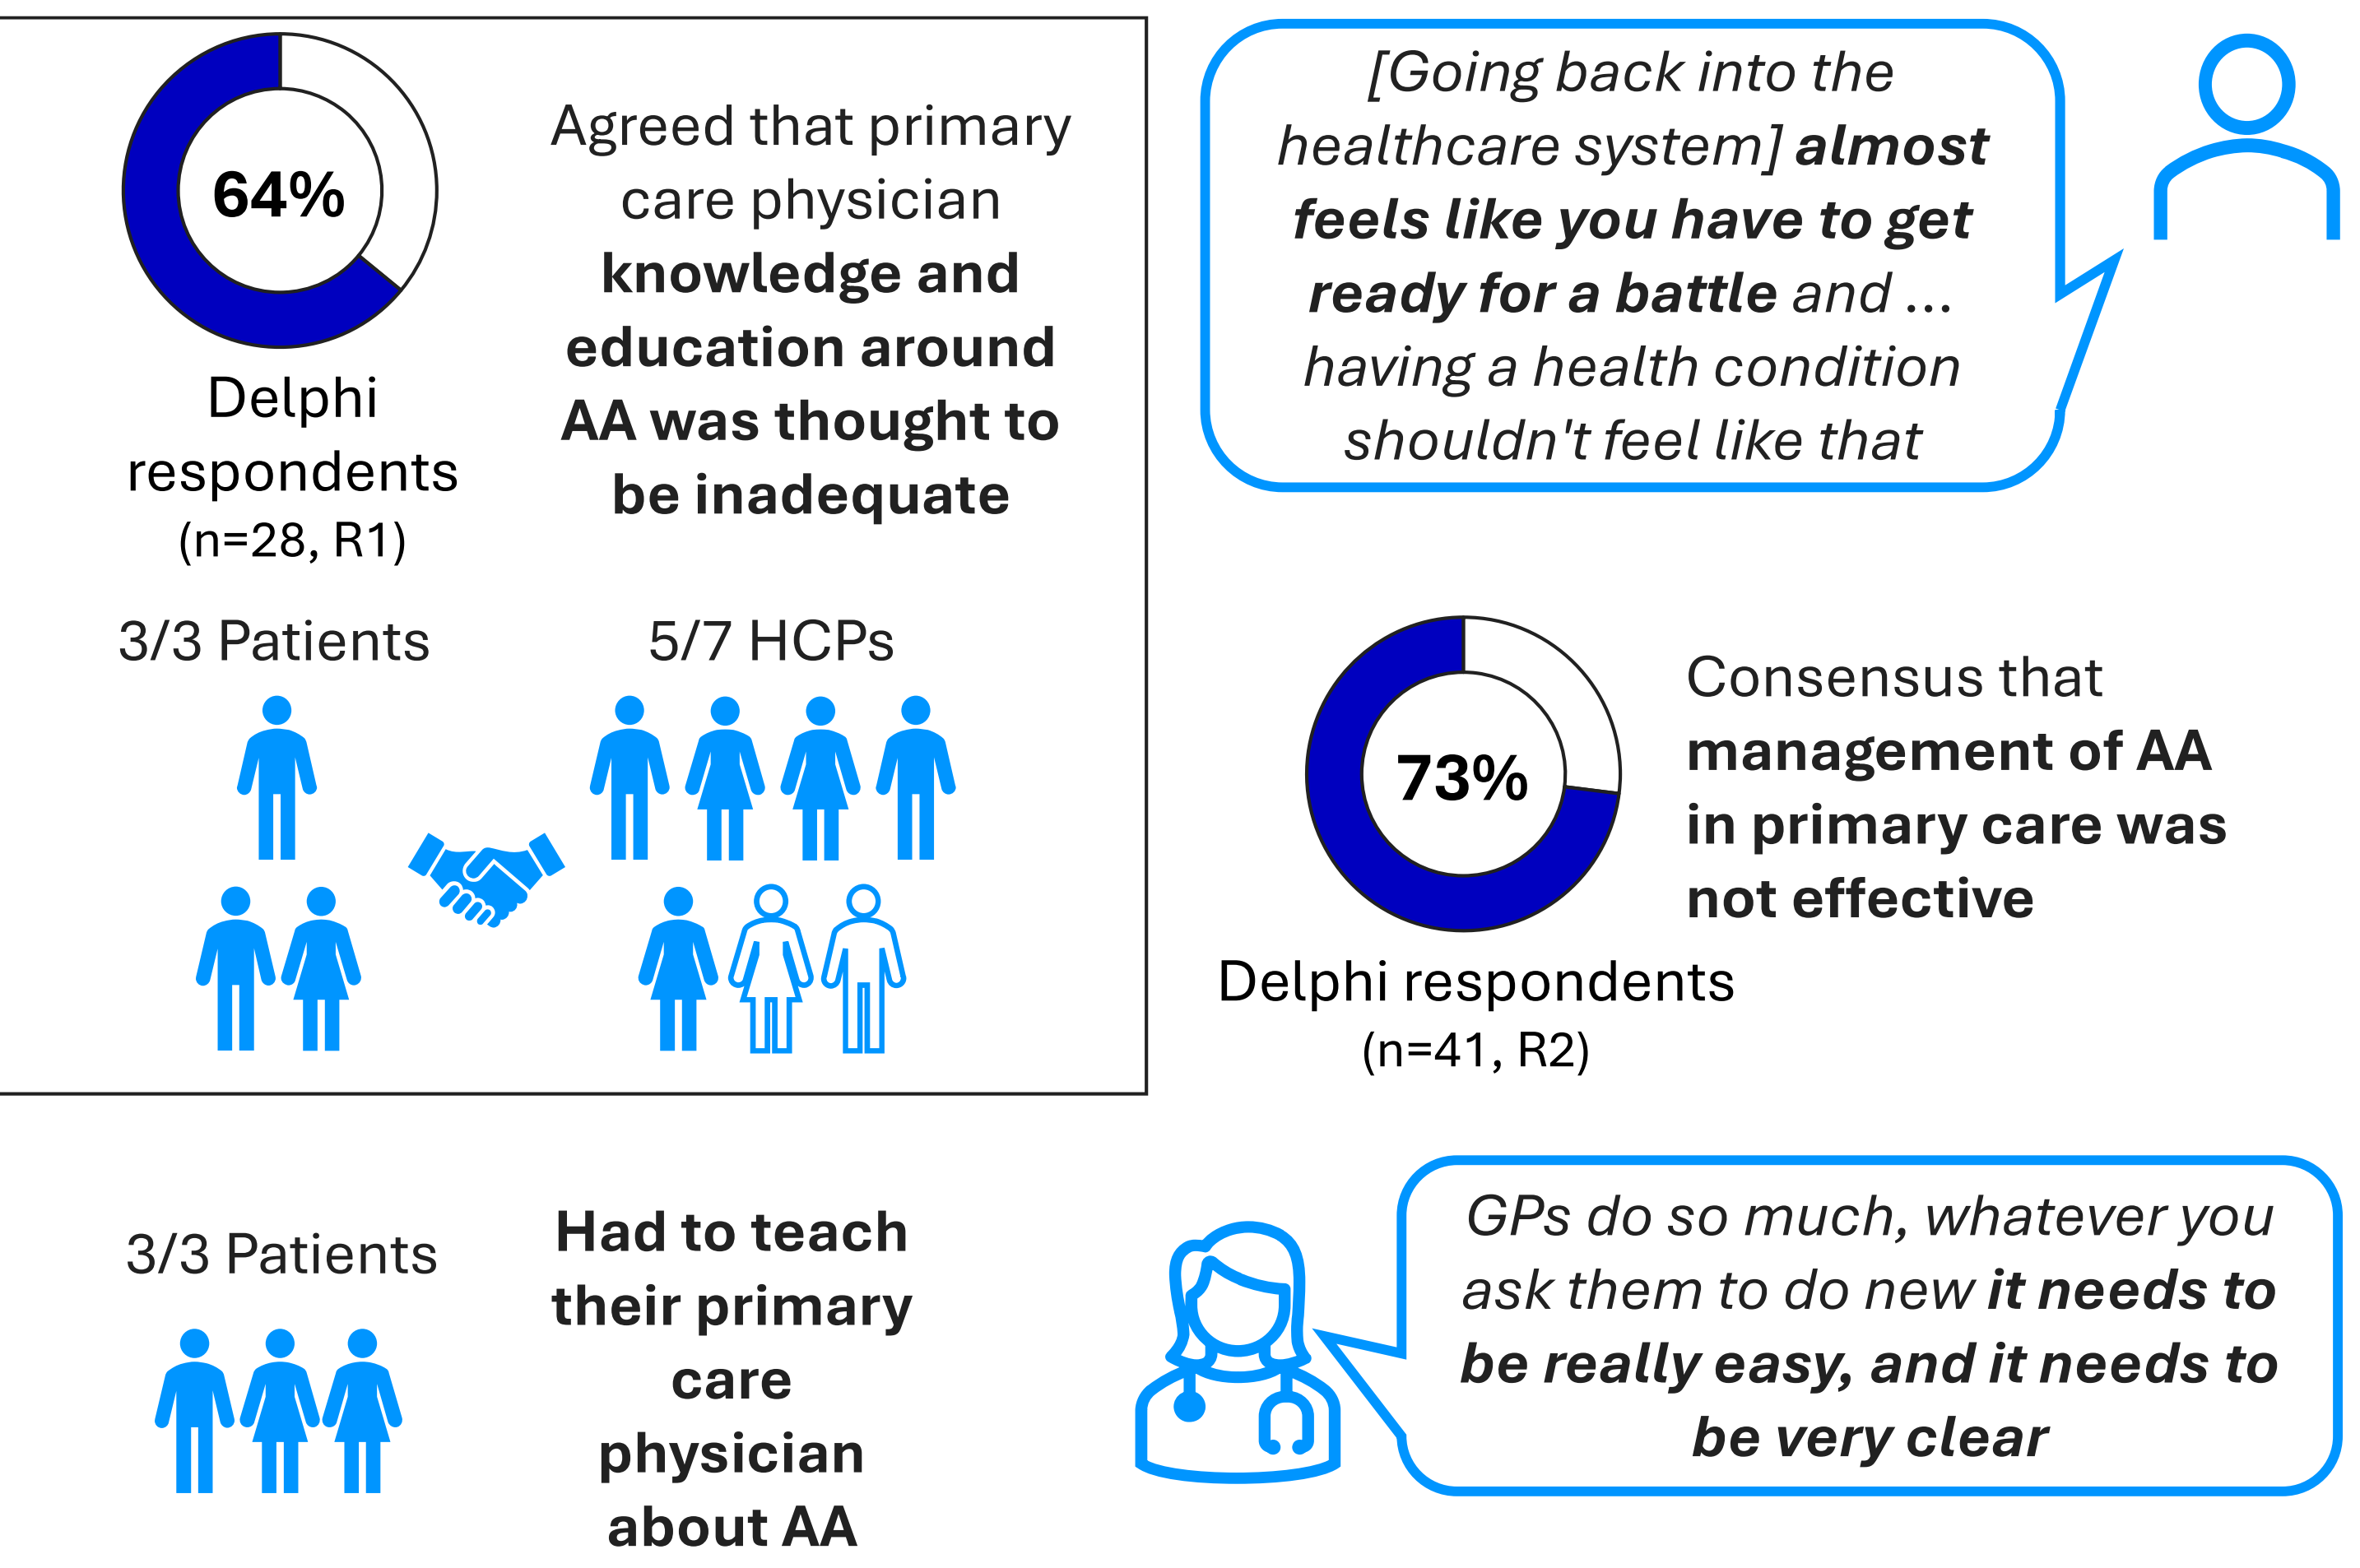 64%
Delphi
respondents
(n=28, R1)
Agreed that primary
care physician
knowledge and
education around
AA was thought to
be inadequate
3/3 Patients
5/7 HCPs
[Going back into the
healthcare system] almost
feels like you have to get
ready for a battle and ...
having a health condition
shouldn't feel like that
73%
Delphi respondents
(n=41, R2)
Consensus that
management of AA
in primary care was
not effective
3/3 Patients
Had to teach
their primary
care
physician
about AA
GPs do so much, whatever you
ask them to do new it needs to
be really easy, and it needs to
be very clear